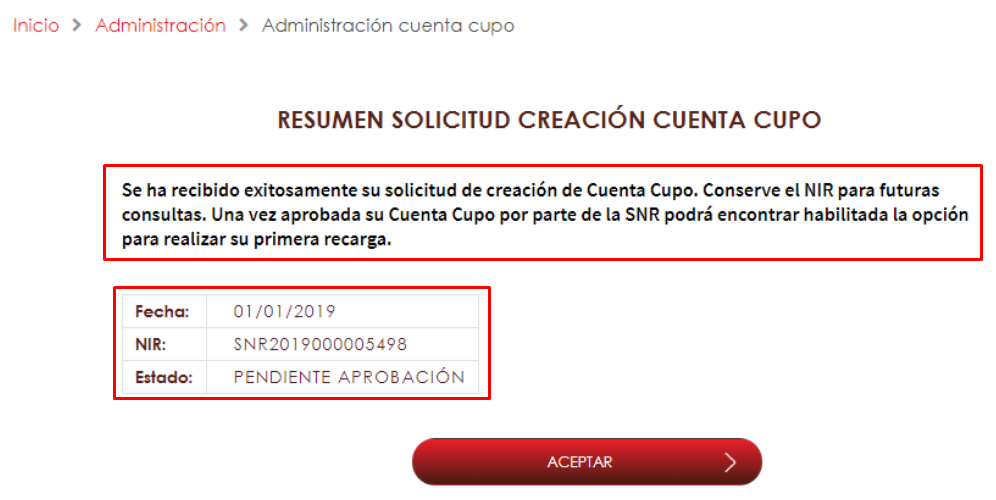 Inicio > Administración > Administración cuenta cupo
RESUMEN SOLICITUD CREACIÓN CUENTA CUPO
Se ha recibido exitosamente su solicitud de creación de Cuenta Cupo. Conserve el NIR para futuras
consultas. Una vez aprobada su Cuenta Cupo por parte de la SNR podrá encontrar habilitada la opción
para realizar su primera recarga.
Fecha: 01/01/2019
NIR: SNR2019000005498
Estado: PENDIENTE APROBACIÓN
ACEPTAR